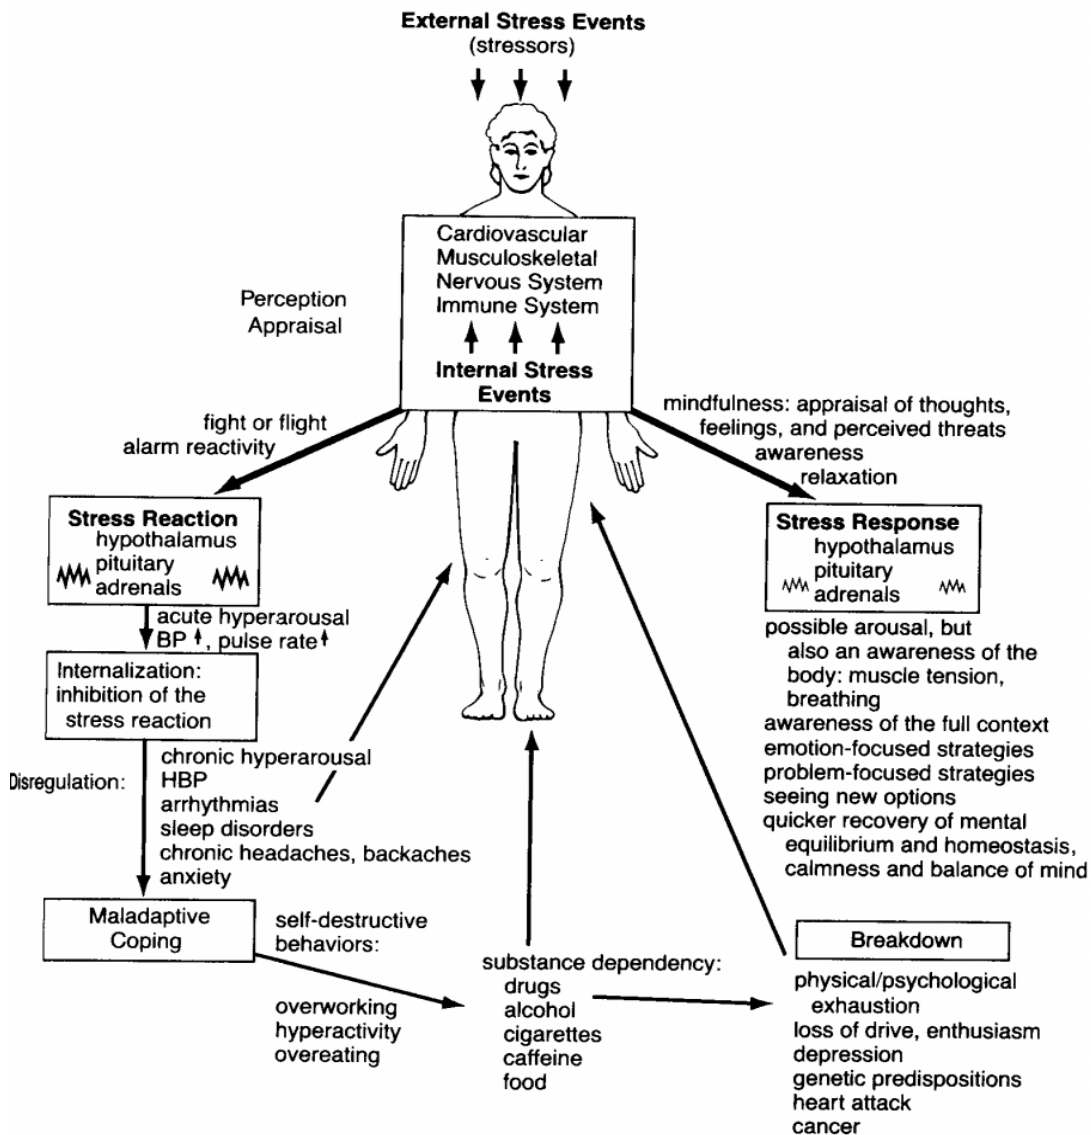 External Stress Events
(stressors)
Cardiovascular
Musculoskeletal
Nervous System
Immune System
Internal Stress
Events
Perception
Appraisal
fight or flight
alarm reactivity
mindfulness: appraisal of thoughts,
feelings, and perceived threats
awareness
relaxation
Stress Reaction
hypothalamus
pituitary
adrenals
acute hyperarousal
BP↑, pulse rate↑
Internalization:
inhibition of the
stress reaction
Disregulation:
chronic hyperarousal
HBP
arrhythmias
sleep disorders
chronic headaches, backaches
anxiety
Maladaptive
Coping
self-destructive
behaviors:
overworking
hyperactivity
overeating
substance dependency:
drugs
alcohol
cigarettes
caffeine
food
Stress Response
hypothalamus
pituitary
adrenals
possible arousal, but
also an awareness of the
body: muscle tension,
breathing
awareness of the full context
emotion-focused strategies
problem-focused strategies
seeing new options
quicker recovery of mental
equilibrium and homeostasis,
calmness and balance of mind
Breakdown
physical/psychological
exhaustion
loss of drive, enthusiasm
depression
genetic predispositions
heart attack
cancer